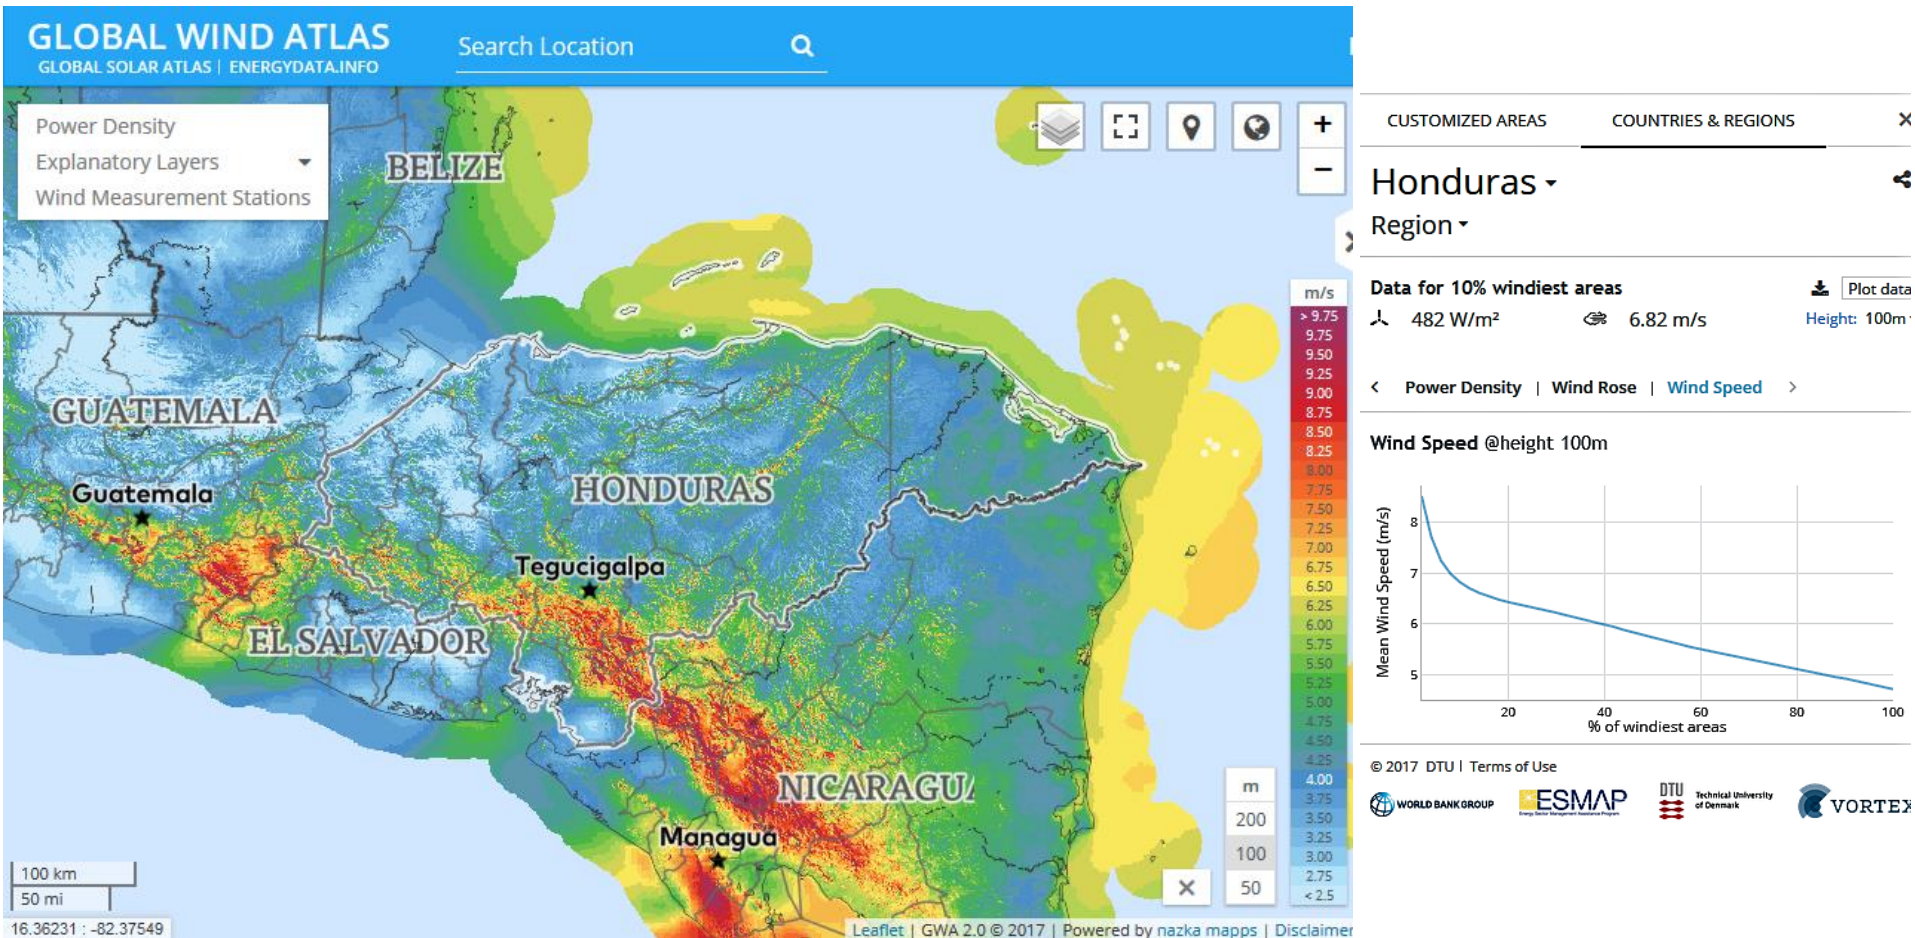 GLOBAL WIND ATLAS
GLOBAL SOLAR ATLAS | ENERGYDATA.INFO
Search Location
Power Density
Explanatory Layers
Wind Measurement Stations
BELIZE
GUATEMALA
Guatemala
HONDURAS
Tegucigalpa
EL SALVADOR
NICARAGU
Managua
+
−
m/s
> 9.75
9.75
9.50
9.25
9.00
8.75
8.50
8.25
8.00
7.75
7.50
7.25
7.00
6.75
6.50
6.25
6.00
5.75
5.50
5.25
5.00
4.75
4.50
4.25
4.00
3.75
3.50
3.25
3.00
2.75
< 2.5
m
200
100
50
100 km
50 mi
16.36231 : -82.37549
Leaflet | GWA 2.0 © 2017 | Powered by nazka mapps | Disclaimer
CUSTOMIZED AREAS COUNTRIES & REGIONS
Honduras
Region
Data for 10% windiest areas
Plot data
482 W/m² 6.82 m/s
Height: 100m
< Power Density | Wind Rose | Wind Speed >
Wind Speed @height 100m
Mean Wind Speed (m/s)
8
7
6
5
20 40 60 80 100
% of windiest areas
© 2017 DTU | Terms of Use
WORLD BANK GROUP
ESMAP
Energy Sector Management Assistance Program
DTU
Technical University
of Denmark
VORTEX